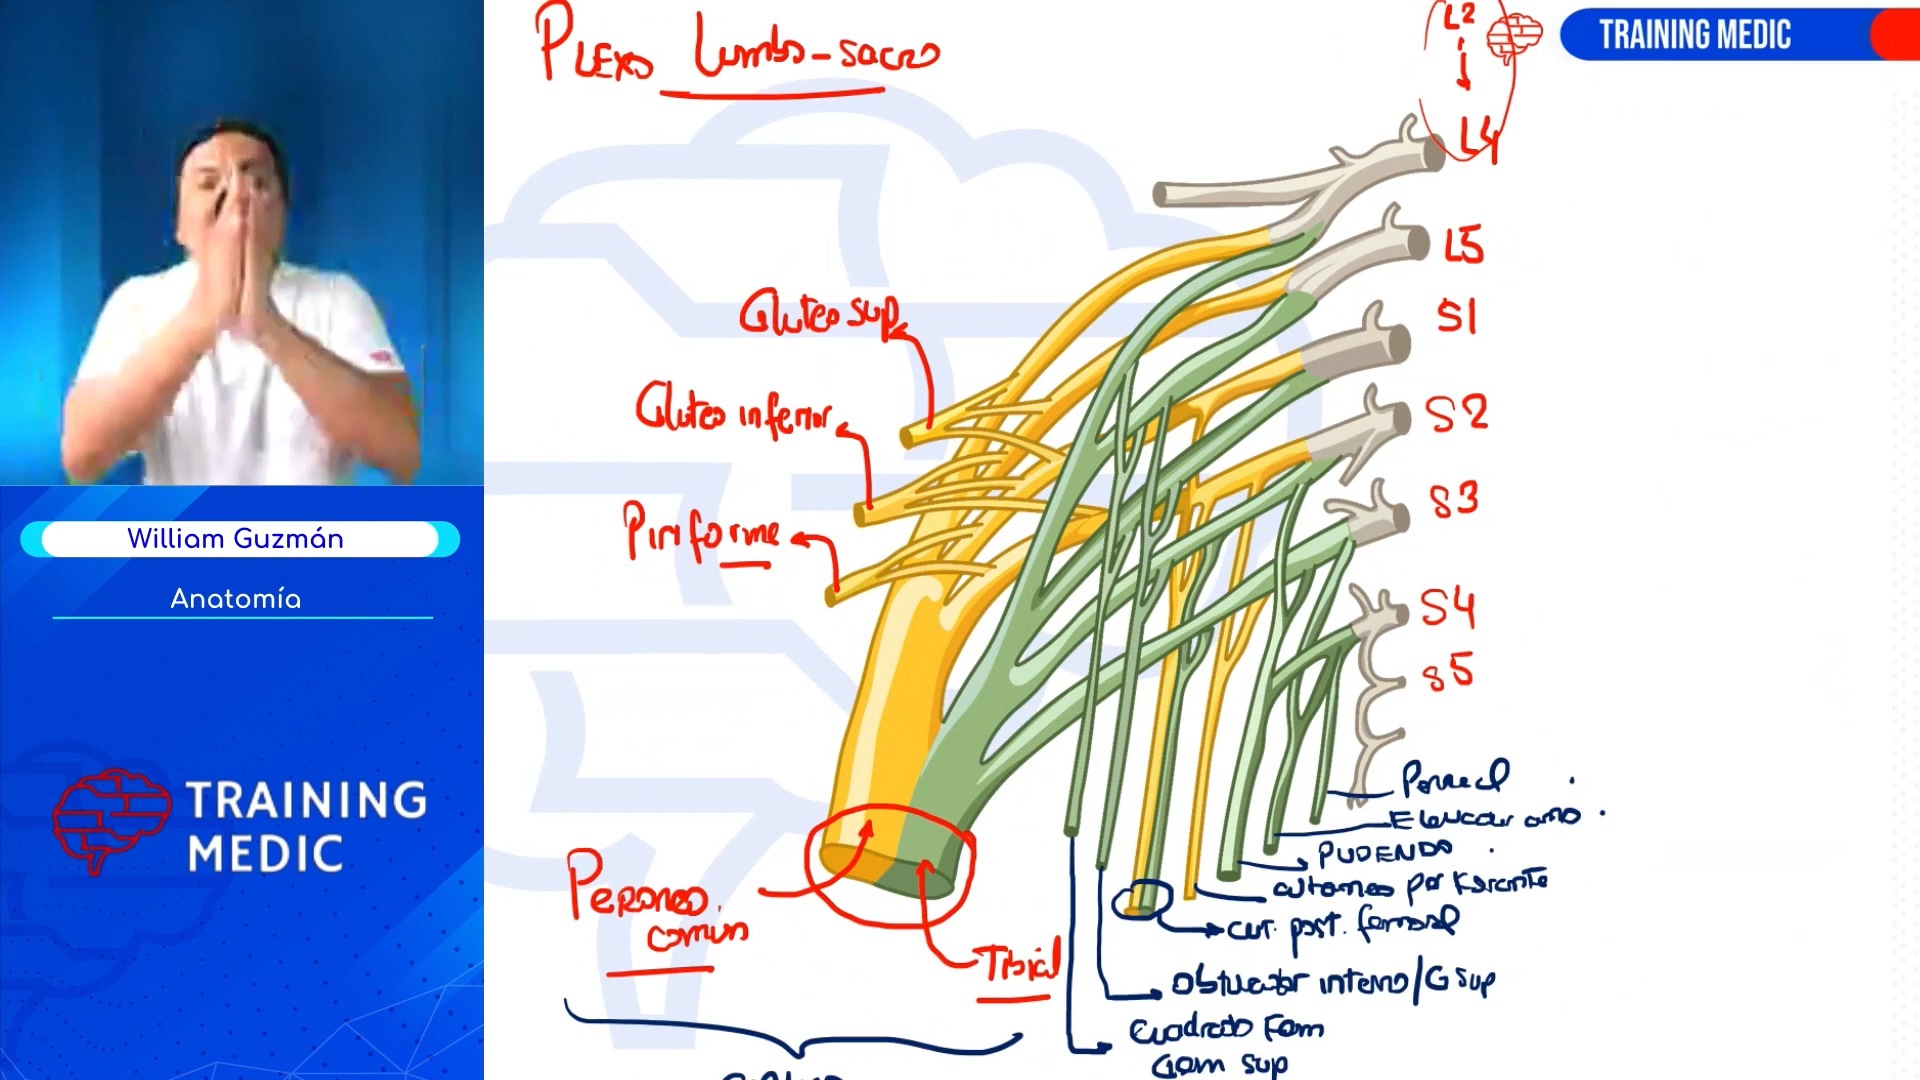 PLEXO Lumbo-sacro
L2
L4
TRAINING MEDIC
L5
S1
S2
S3
S4
S5
Gluteo sup
Gluteo inferior
Piriforme
William Guzmán
Anatomía
TRAINING
MEDIC
Peroneo
común
Tibial
Perineal
Elevador ano
PUDENDO
cutaneo perforante
cut. post. femoral
obturador interno/G sup
Cuadrado Fem
Gem sup